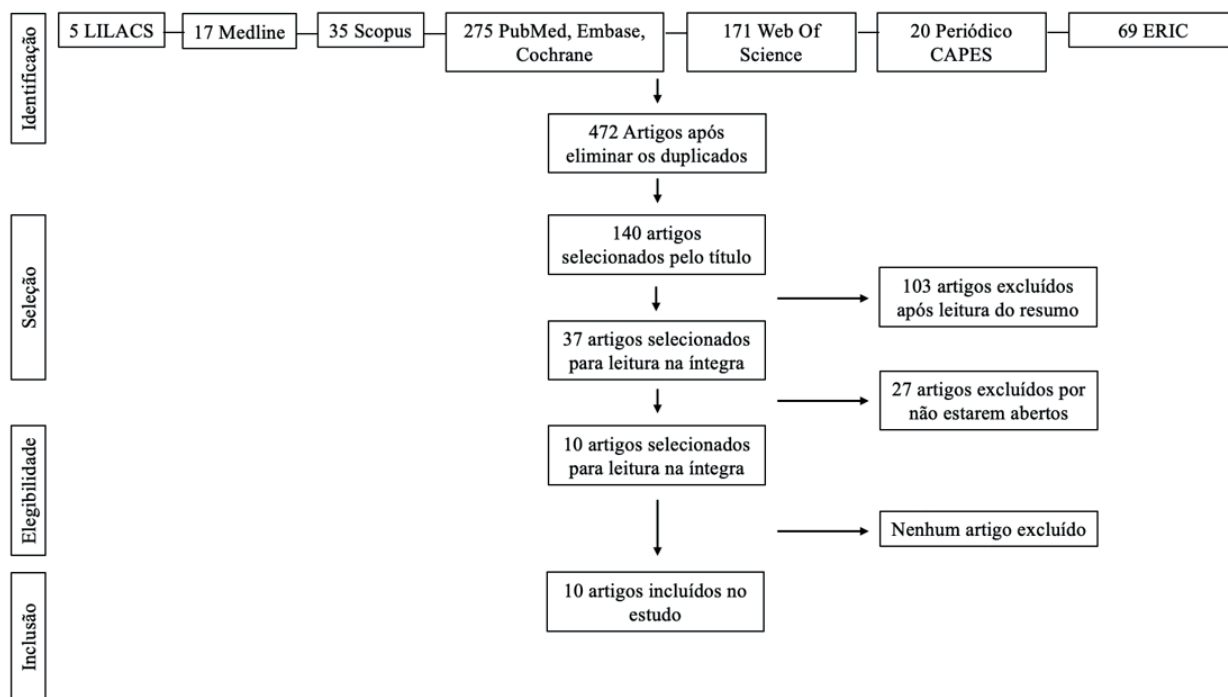 Identificação
5 LILACS
17 Medline
35 Scopus
275 PubMed, Embase,
Cochrane
171 Web Of
Science
20 Periódico
CAPES
69 ERIC
472 Artigos após
eliminar os duplicados
Seleção
140 artigos
selecionados pelo título
103 artigos excluídos
após leitura do resumo
37 artigos selecionados
para leitura na íntegra
27 artigos excluídos por
não estarem abertos
Elegibilidade
10 artigos selecionados
para leitura na íntegra
Nenhum artigo excluído
Inclusão
10 artigos incluídos no
estudo